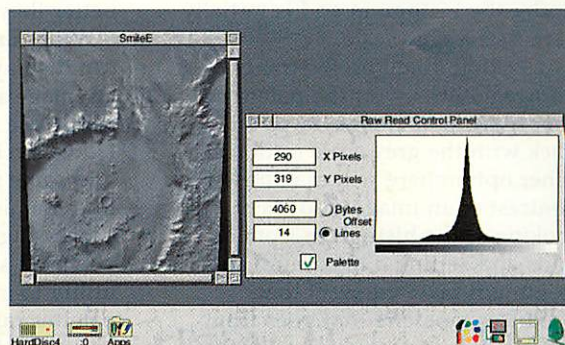 SmileE
Raw Read Control Panel
290 X Pixels
319 Y Pixels
4060 Bytes
Offset
14 Lines
Palette
HardDisc4 :0 Apps